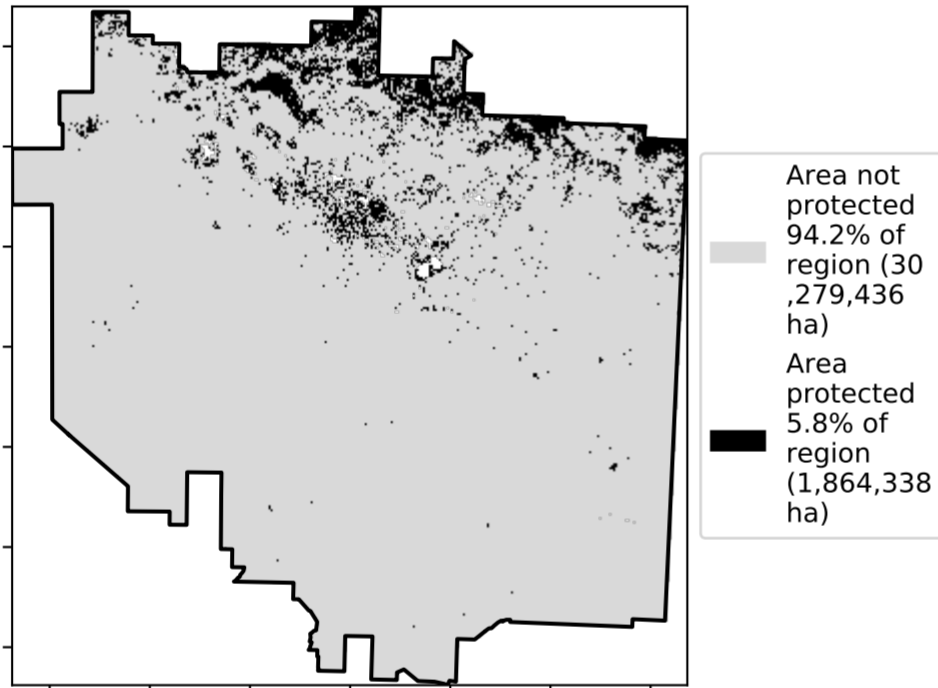 Area not
protected
94.2% of
region (30
,279,436
ha)
Area
protected
5.8% of
region
(1,864,338
ha)